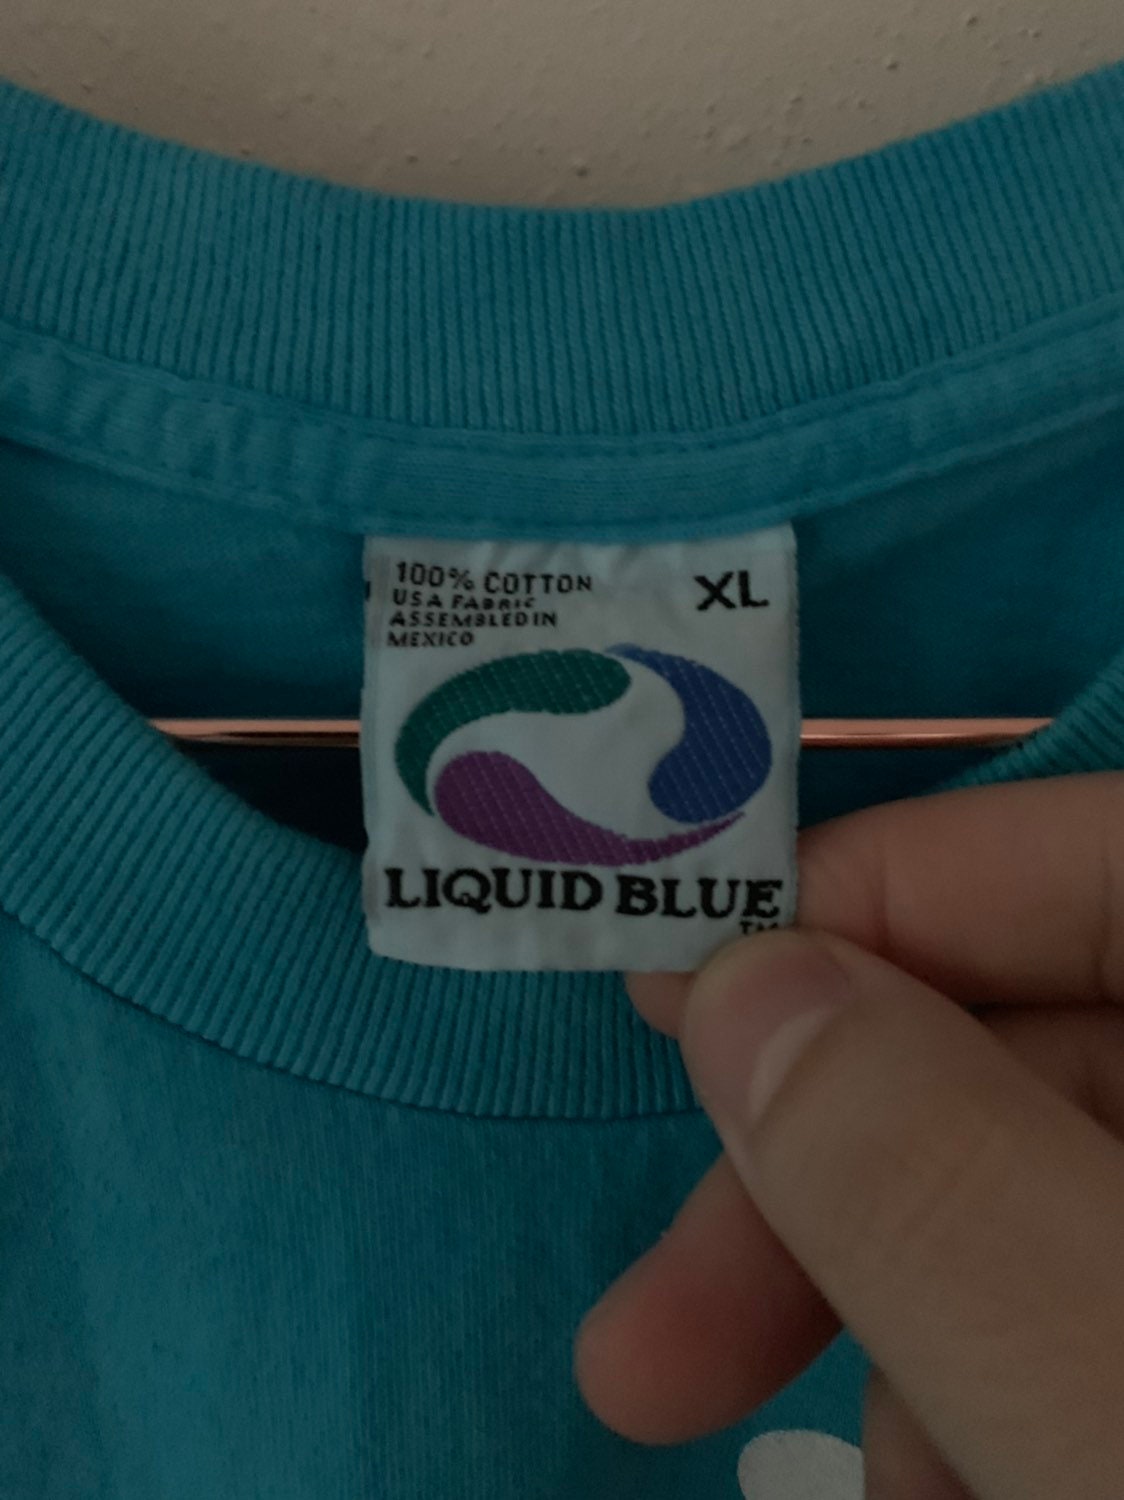 100% COTTON
XL
USA FABRIC
ASSEMBLED IN
MEXICO
LIQUID BLUE
TM